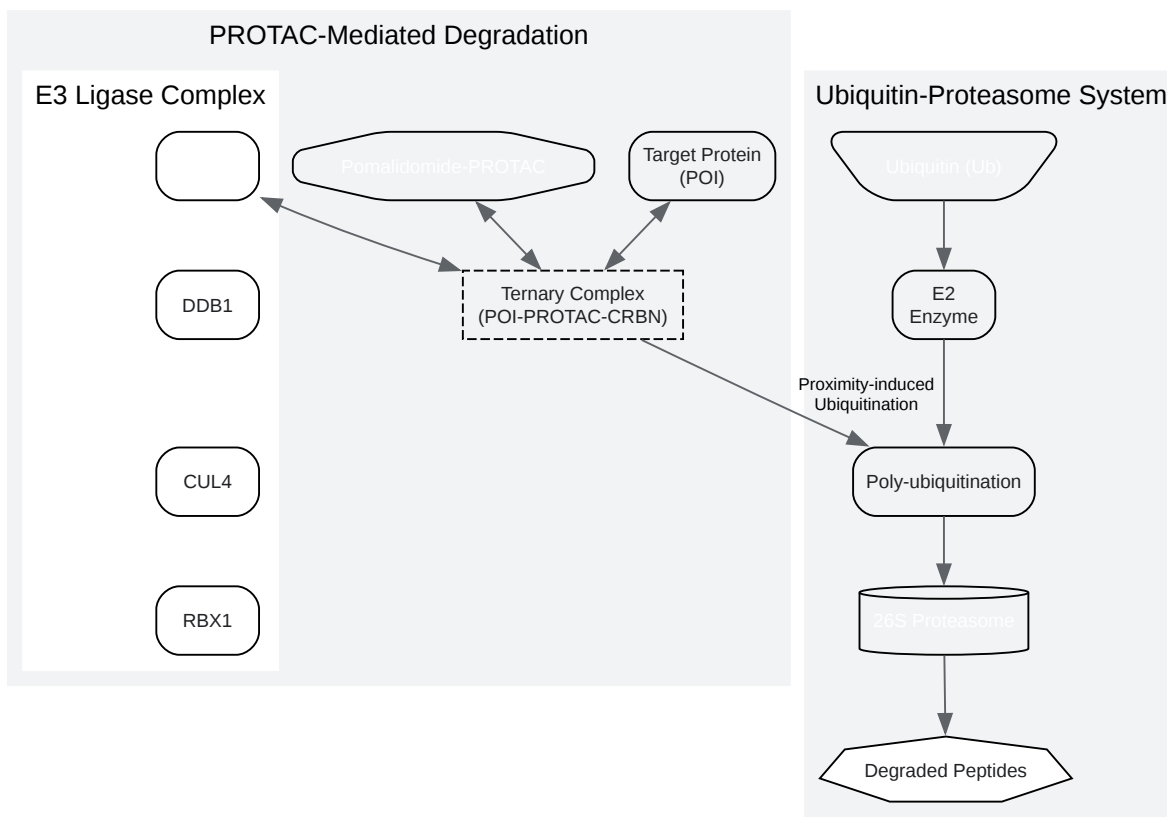 PROTAC-Mediated Degradation
E3 Ligase Complex
Ubiquitin-Proteasome System
Pomalidomide-PROTAC
Target Protein
(POI)
Ubiquitin (Ub)
DDB1
Ternary Complex
(POI-PROTAC-CRBN)
E2
Enzyme
Proximity-induced
Ubiquitination
CUL4
Poly-ubiquitination
RBX1
26S Proteasome
Degraded Peptides